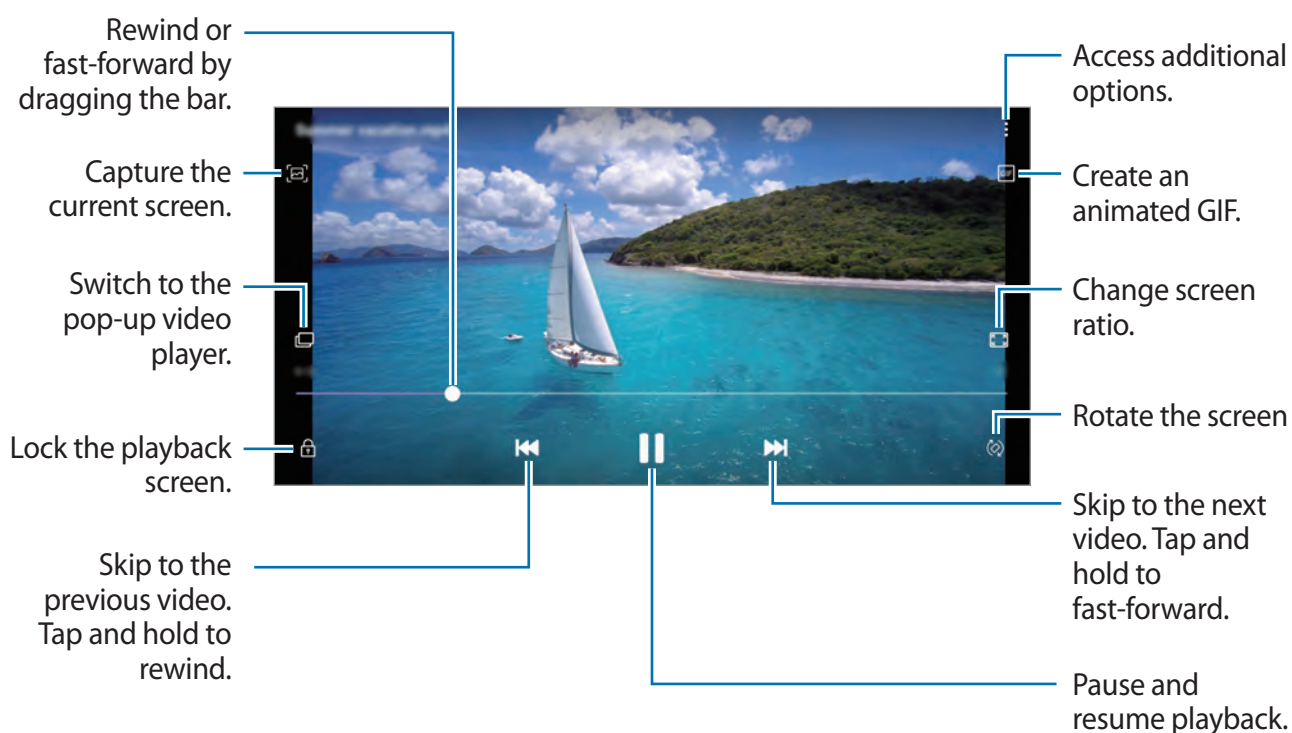 Rewind or
fast-forward by
dragging the bar.
Capture the
current screen.
Switch to the
pop-up video
player.
Lock the playback
screen.
Skip to the
previous video.
Tap and hold to
rewind.
Access additional
options.
Create an
animated GIF.
GIF
Change screen
ratio.
Rotate the screen
Skip to the next
video. Tap and
hold to
fast-forward.
Pause and
resume playback.